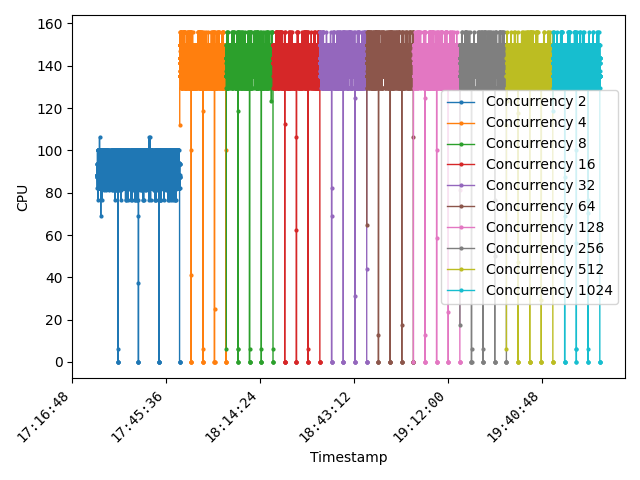 160
140
120
100
80
60
40
20
0
CPU
Concurrency 2
Concurrency 4
Concurrency 8
Concurrency 16
Concurrency 32
Concurrency 64
Concurrency 128
Concurrency 256
Concurrency 512
Concurrency 1024
17:16:48
17:45:36
18:14:24
18:43:12
19:12:00
19:40:48
Timestamp